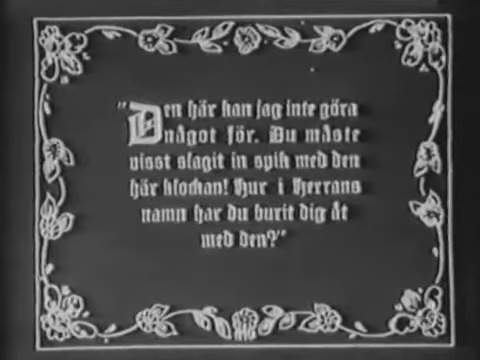 "Den här kan jag inte göra
något för. Du måste
visst slagit in spik med den
här klockan! Hur i Herrans
namn har du burit dig åt
med den?"